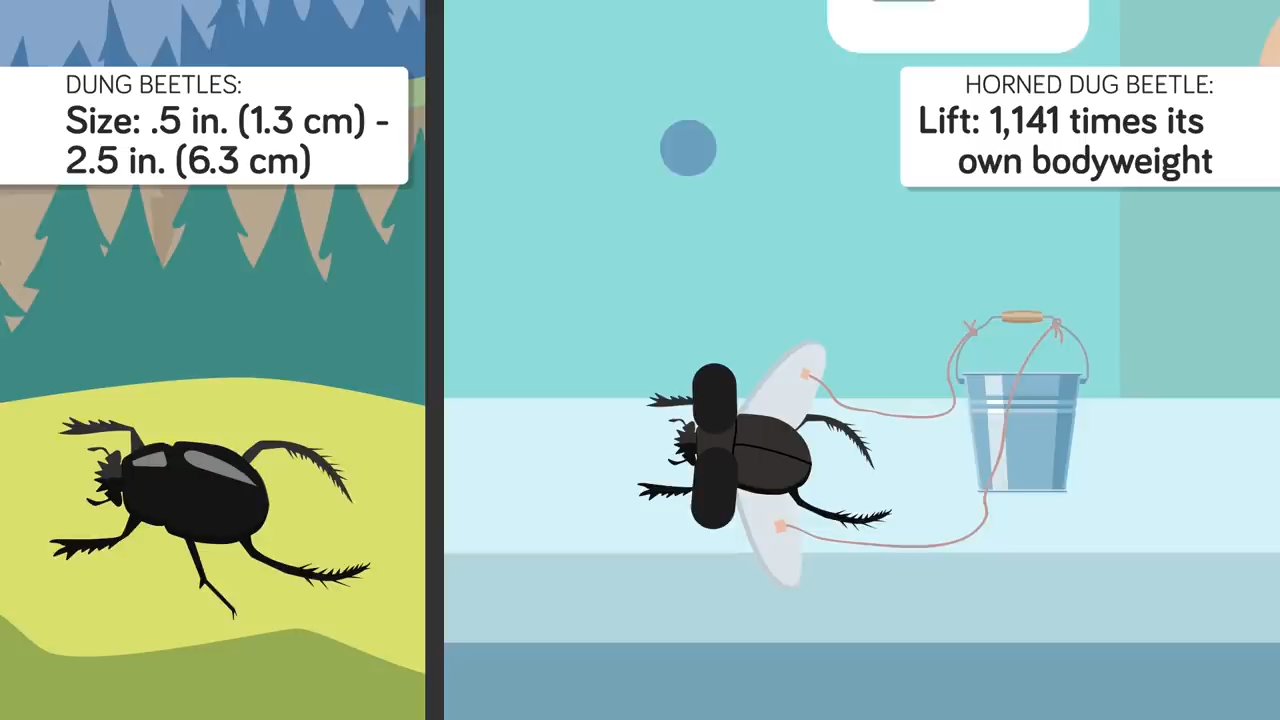 DUNG BEETLES:
Size: .5 in. (1.3 cm) -
2.5 in. (6.3 cm)
HORNED DUG BEETLE:
Lift: 1,141 times its
own bodyweight